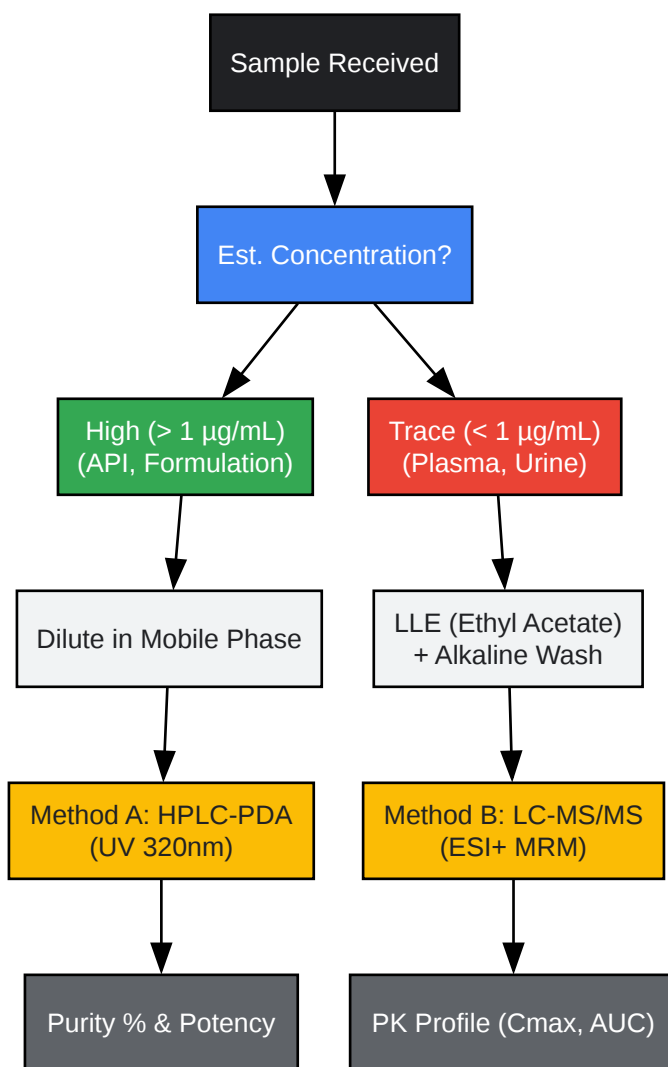 Sample Received
Est. Concentration?
High (> 1 µg/mL)
(API, Formulation)
Trace (< 1 µg/mL)
(Plasma, Urine)
Dilute in Mobile Phase
LLE (Ethyl Acetate)
+ Alkaline Wash
Method A: HPLC-PDA
(UV 320nm)
Method B: LC-MS/MS
(ESI+ MRM)
Purity % & Potency
PK Profile (Cmax, AUC)